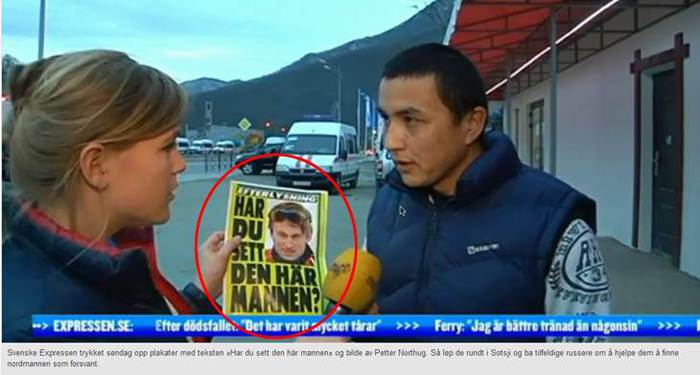 EFTERLYSNING
HAR
DU
SETT
DEN HÄR
MANNEN?
>>> EXPRESSEN.SE: Efter dödsfallet: "Det har varit mycket tårar" >>> Ferry: "Jag är bättre tränad än någonsin" >>>
Svenske Expressen trykket søndag opp plakater med teksten «Har du sett den här mannen» og bilde av Petter Northug. Så løp de rundt i Sotsji og ba tilfeldige russere om å hjelpe dem å finne
nordmannen som forsvant.